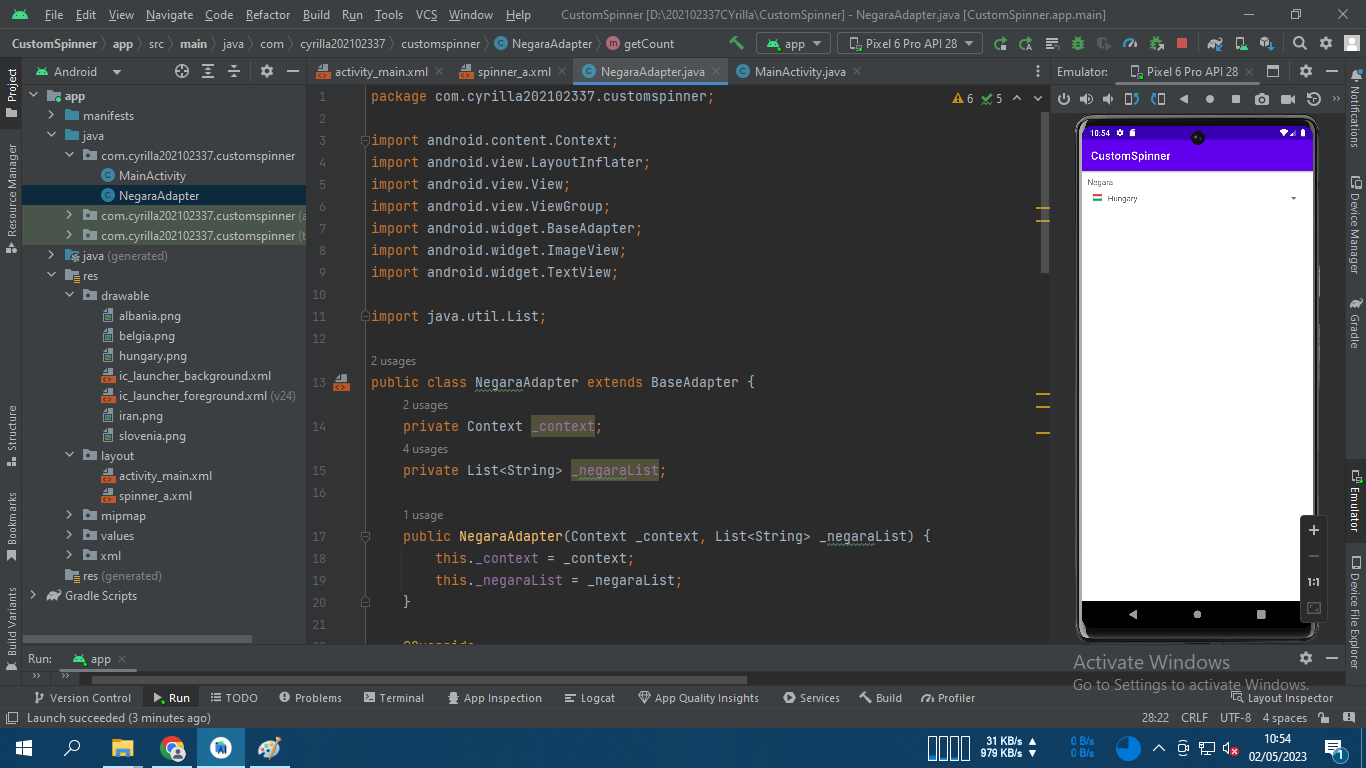 File Edit View Navigate Code Refactor Build Run Tools VCS Window Help CustomSpinner [D:\202102337CYrilla\CustomSpinner] - NegaraAdapter.java [CustomSpinner.app.main]
CustomSpinner app src main java com cyrilla202102337 customspinner NegaraAdapter getCount app Pixel 6 Pro API 28
Project
Resource Manager
Structure
Bookmarks
Build Variants
Android
app
manifests
java
com.cyrilla202102337.customspinner
MainActivity
NegaraAdapter
com.cyrilla202102337.customspinner (a
com.cyrilla202102337.customspinner (t
java (generated)
res
drawable
albania.png
belgia.png
hungary.png
ic_launcher_background.xml
ic_launcher_foreground.xml (v24)
iran.png
slovenia.png
layout
activity_main.xml
spinner_a.xml
mipmap
values
xml
res (generated)
Gradle Scripts
activity_main.xml spinner_a.xml NegaraAdapter.java MainActivity.java
6 5
1 package com.cyrilla202102337.customspinner;
2
3 import android.content.Context;
4 import android.view.LayoutInflater;
5 import android.view.View;
6 import android.view.ViewGroup;
7 import android.widget.BaseAdapter;
8 import android.widget.ImageView;
9 import android.widget.TextView;
10
11 import java.util.List;
12
2 usages
13 public class NegaraAdapter extends BaseAdapter {
2 usages
14 private Context _context;
4 usages
15 private List<String> _negaraList;
16
1 usage
17 public NegaraAdapter(Context _context, List<String> _negaraList) {
18 this._context = _context;
19 this._negaraList = _negaraList;
20 }
21
Emulator: Pixel 6 Pro API 28
10:54
CustomSpinner
Negara
Hungary
1:1
Notifications
Device Manager
Gradle
Emulator
Device File Explorer
Run: app
Activate Windows
Go to Settings to activate Windows.
Version Control Run TODO Problems Terminal App Inspection Logcat App Quality Insights Services Build Profiler Layout Inspector
Launch succeeded (3 minutes ago) 28:22 CRLF UTF-8 4 spaces
31 KB/s
979 KB/s
0 B/s
0 B/s
10:54
02/05/2023
1